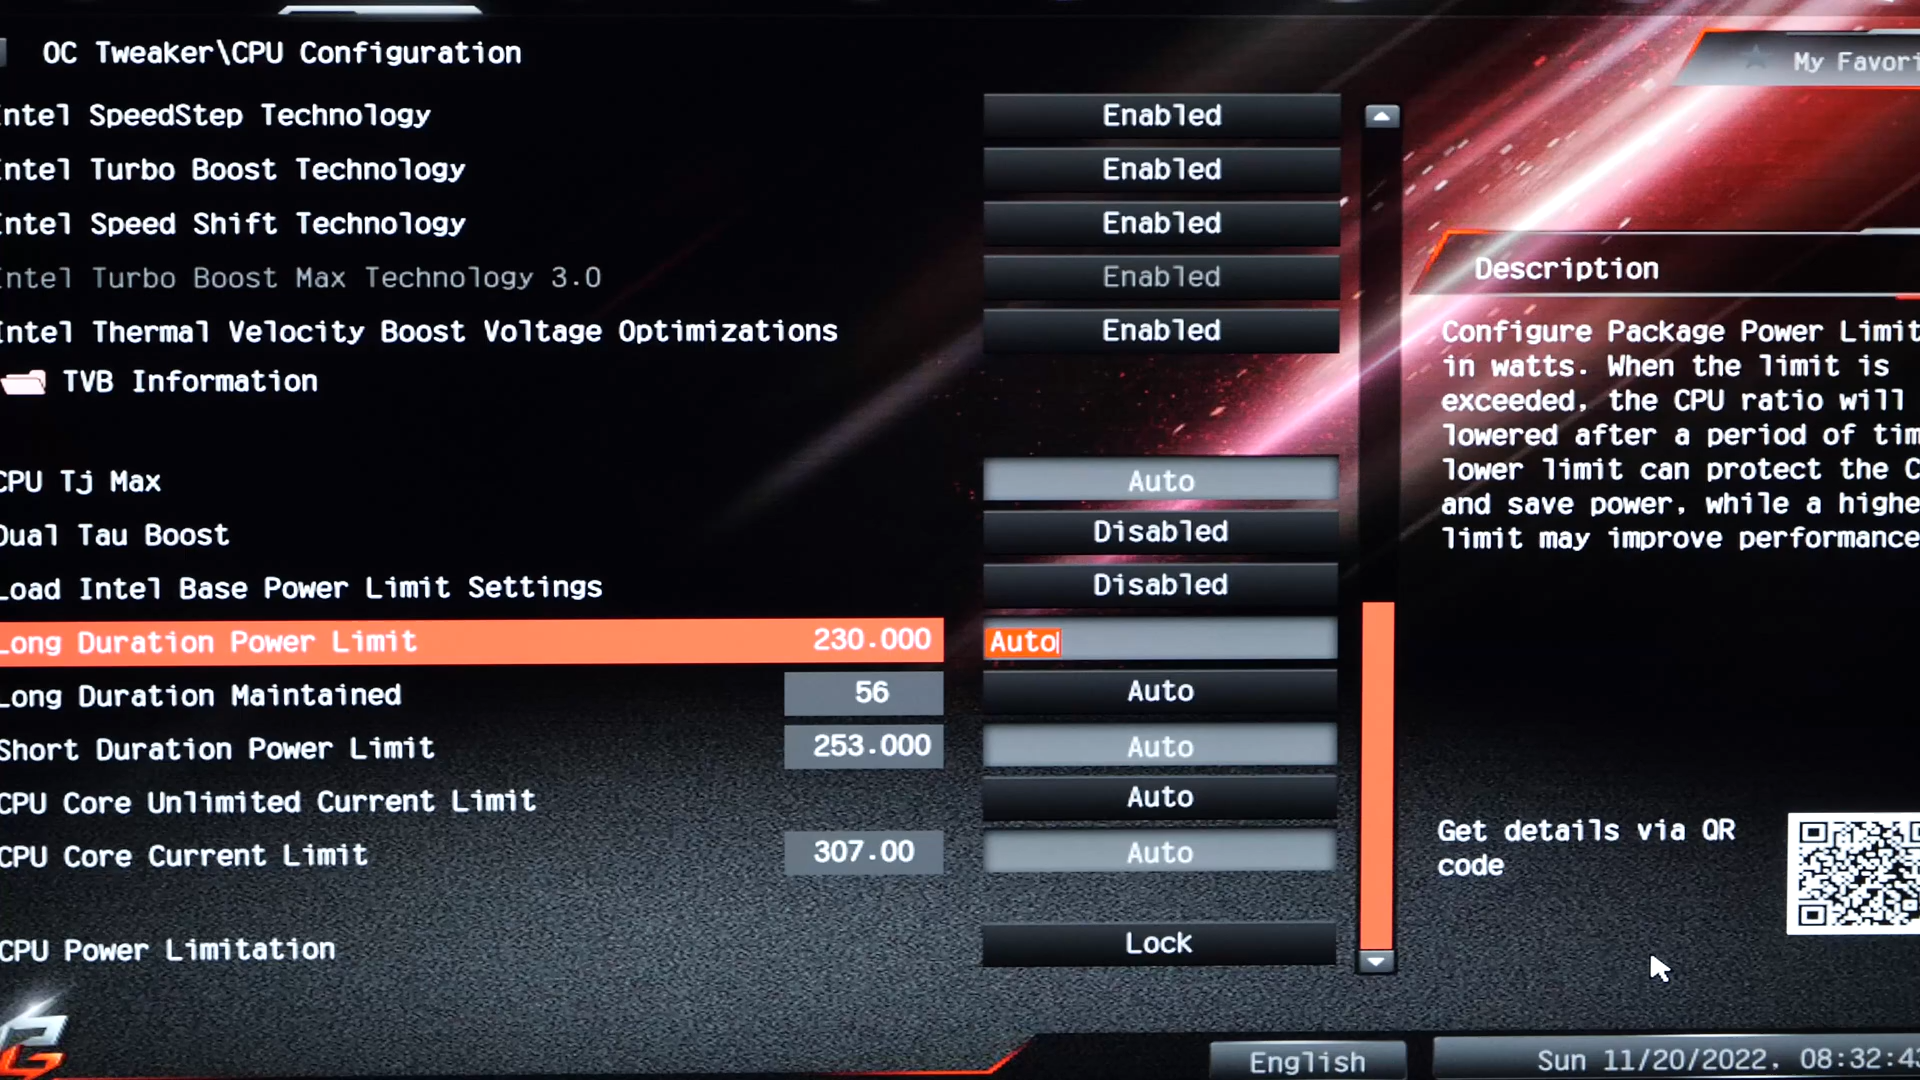 OC Tweaker\CPU Configuration
My Favori
ntel SpeedStep Technology Enabled
ntel Turbo Boost Technology Enabled
ntel Speed Shift Technology Enabled
ntel Turbo Boost Max Technology 3.0 Enabled
Intel Thermal Velocity Boost Voltage Optimizations Enabled
TVB Information
CPU Tj Max Auto
Dual Tau Boost Disabled
Load Intel Base Power Limit Settings Disabled
Long Duration Power Limit 230.000 Auto
Long Duration Maintained 56 Auto
Short Duration Power Limit 253.000 Auto
CPU Core Unlimited Current Limit Auto
CPU Core Current Limit 307.00 Auto
CPU Power Limitation Lock
Description
Configure Package Power Limit
in watts. When the limit is
exceeded, the CPU ratio will
lowered after a period of tim
lower limit can protect the C
and save power, while a highe
limit may improve performance
Get details via QR
code
English
Sun 11/20/2022, 08:32:4